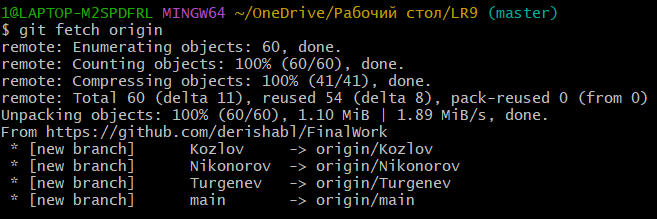 1@LAPTOP-M2SPDFRL MINGW64 ~/OneDrive/Рабочий стол/LR9 (master)
$ git fetch origin
remote: Enumerating objects: 60, done.
remote: Counting objects: 100% (60/60), done.
remote: Compressing objects: 100% (41/41), done.
remote: Total 60 (delta 11), reused 54 (delta 8), pack-reused 0 (from 0)
Unpacking objects: 100% (60/60), 1.10 MiB | 1.89 MiB/s, done.
From https://github.com/derishabl/FinalWork
 * [new branch]      Kozlov     -> origin/Kozlov
 * [new branch]      Nikonorov  -> origin/Nikonorov
 * [new branch]      Turgenev   -> origin/Turgenev
 * [new branch]      main       -> origin/main